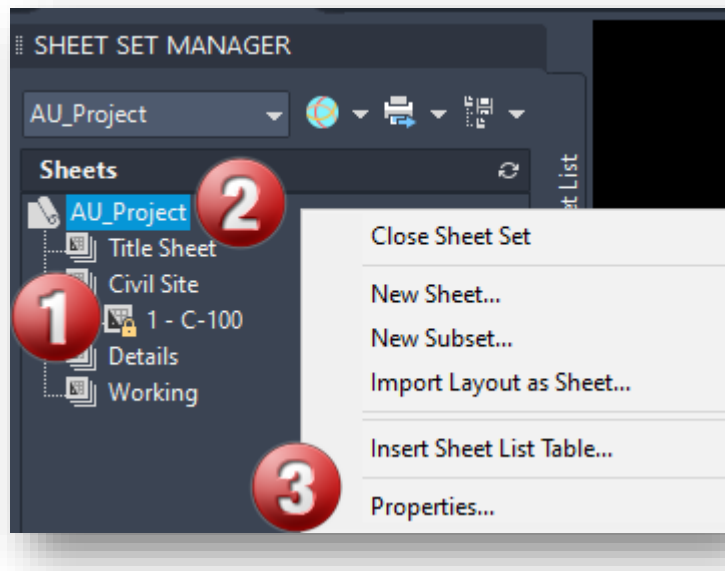 SHEET SET MANAGER
AU_Project
Sheets
AU_Project
2
Title Sheet
Civil Site
1
1 - C-100
Details
Working
Close Sheet Set
New Sheet...
New Subset...
Import Layout as Sheet...
Insert Sheet List Table...
3
Properties...
List